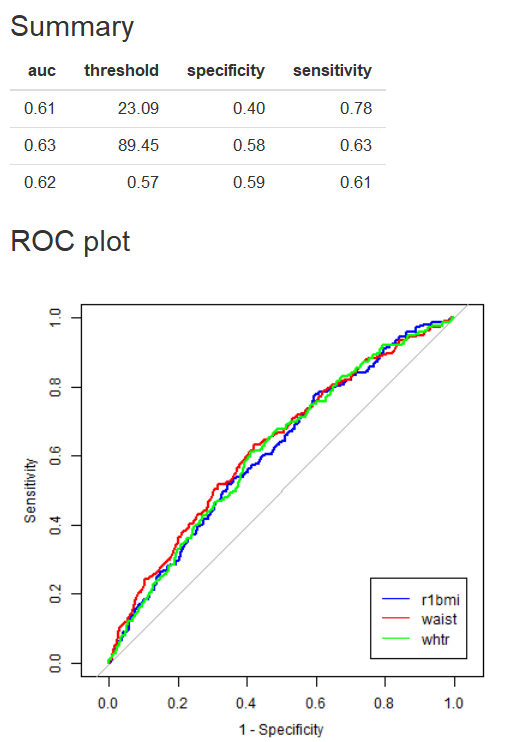 Summary
auc threshold specificity sensitivity
0.61 23.09 0.40 0.78
0.63 89.45 0.58 0.63
0.62 0.57 0.59 0.61
ROC plot
1.0
0.8
0.6
0.4
0.2
0.0
Sensitivity
r1bmi
waist
whtr
0.0 0.2 0.4 0.6 0.8 1.0
1 - Specificity